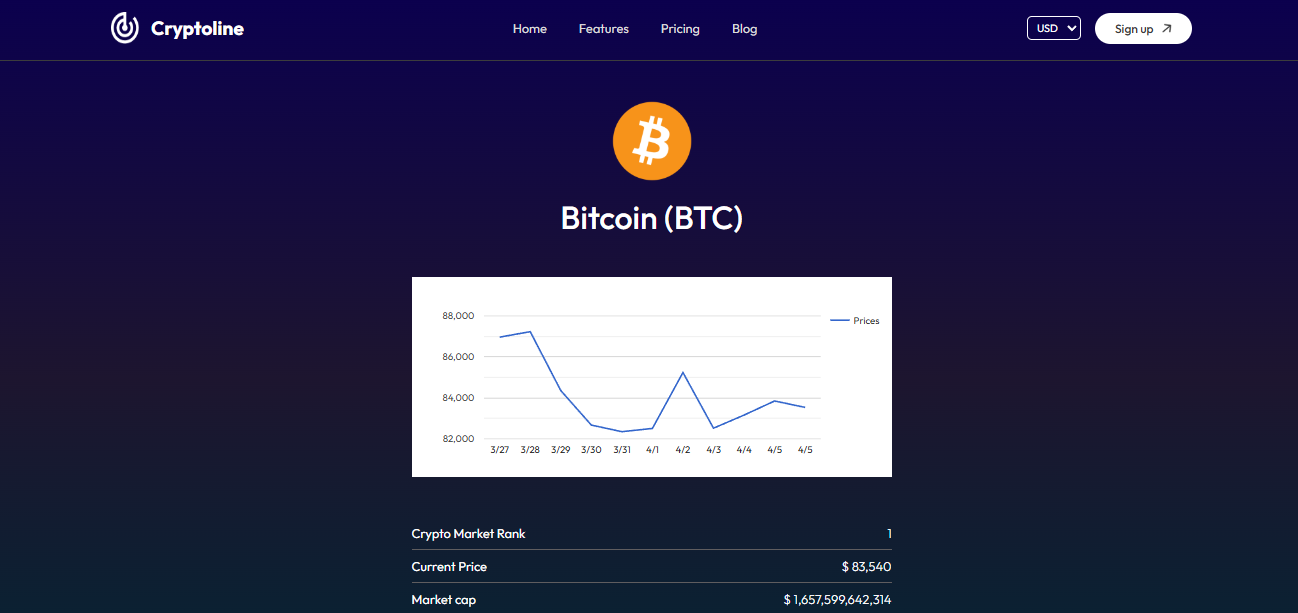 Cryptoline Home Features Pricing Blog USD Sign up
Bitcoin (BTC)
88,000
Prices
86,000
84,000
82,000
3/27 3/28 3/29 3/30 3/31 4/1 4/2 4/3 4/4 4/5 4/5
Crypto Market Rank 1
Current Price $ 83,540
Market cap $ 1,657,599,642,314